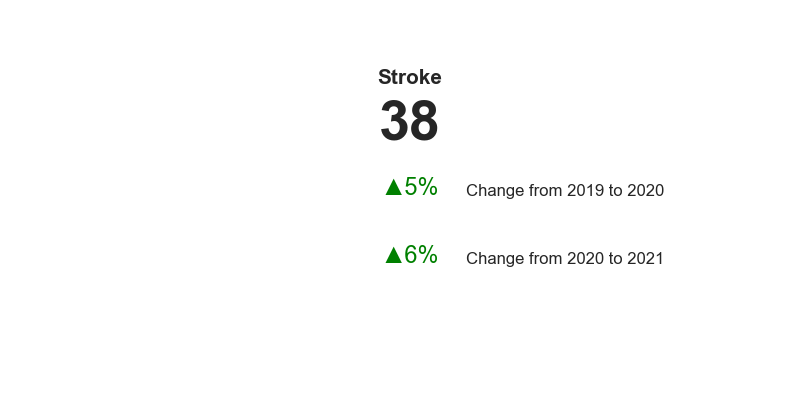 Stroke
38
▲5% Change from 2019 to 2020
▲6% Change from 2020 to 2021